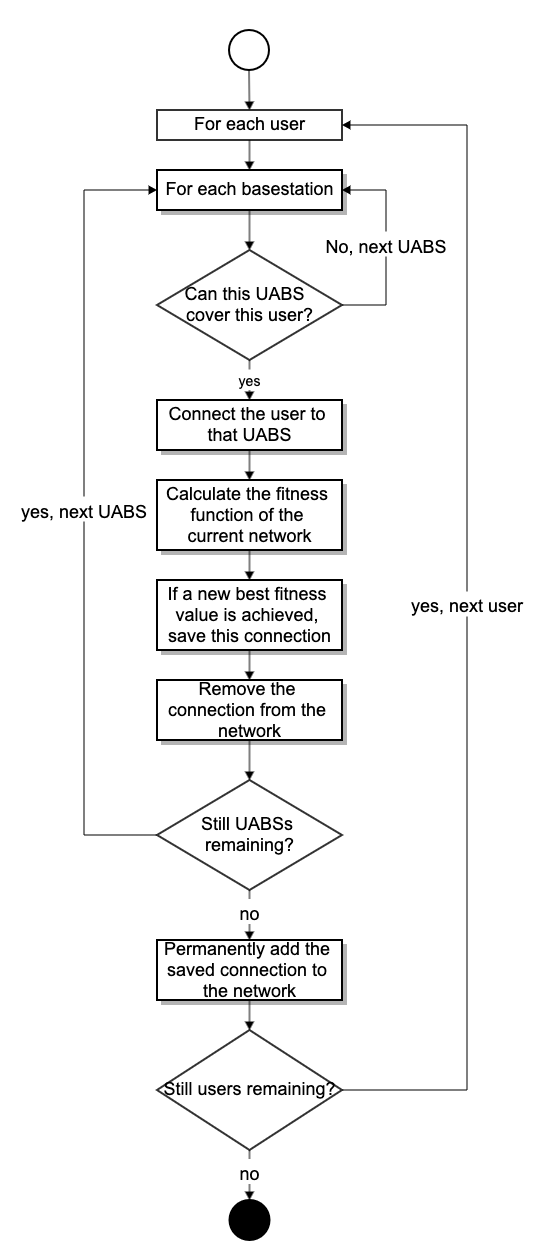 For each user
For each basestation
No, next UABS
Can this UABS
cover this user?
yes
Connect the user to
that UABS
Calculate the fitness
function of the
current network
yes, next UABS
If a new best fitness
value is achieved,
save this connection
yes, next user
Remove the
connection from the
network
Still UABSs
remaining?
no
Permanently add the
saved connection to
the network
Still users remaining?
no